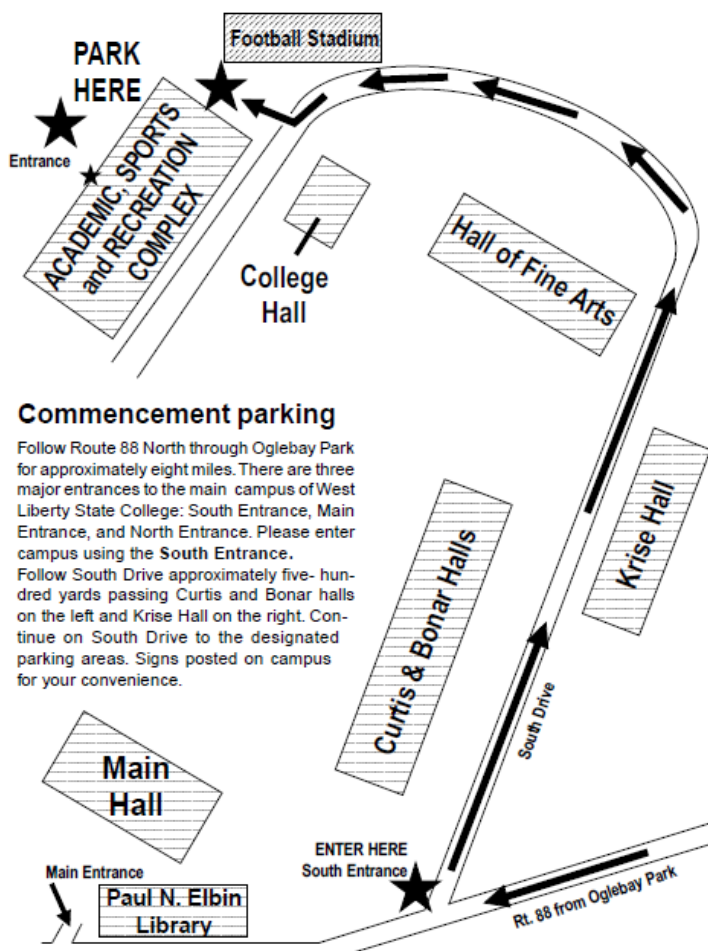 Football Stadium
PARK
HERE
Entrance
ACADEMIC, SPORTS
and RECREATION
COMPLEX
College
Hall
Hall of Fine Arts
Commencement parking
Follow Route 88 North through Oglebay Park
for approximately eight miles. There are three
major entrances to the main campus of West
Liberty State College: South Entrance, Main
Entrance, and North Entrance. Please enter
campus using the South Entrance.
Follow South Drive approximately five- hun-
dred yards passing Curtis and Bonar halls
on the left and Krise Hall on the right. Con-
tinue on South Drive to the designated
parking areas. Signs posted on campus
for your convenience.
Krise Hall
Curtis & Bonar Halls
South Drive
Main
Hall
ENTER HERE
South Entrance
Main Entrance
Paul N. Elbin
Library
Rt. 88 from Oglebay Park